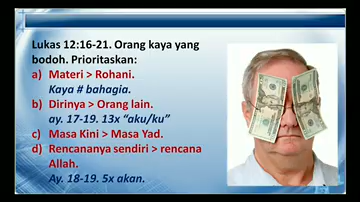 Lukas 12:16-21. Orang kaya yang
bodoh. Prioritaskan:
a) Materi > Rohani.
Kaya # bahagia.
b) Dirinya > Orang lain.
ay. 17-19. 13x “aku/ku”
c) Masa Kini > Masa Yad.
d) Rencananya sendiri > rencana
Allah.
Ay. 18-19. 5x akan.